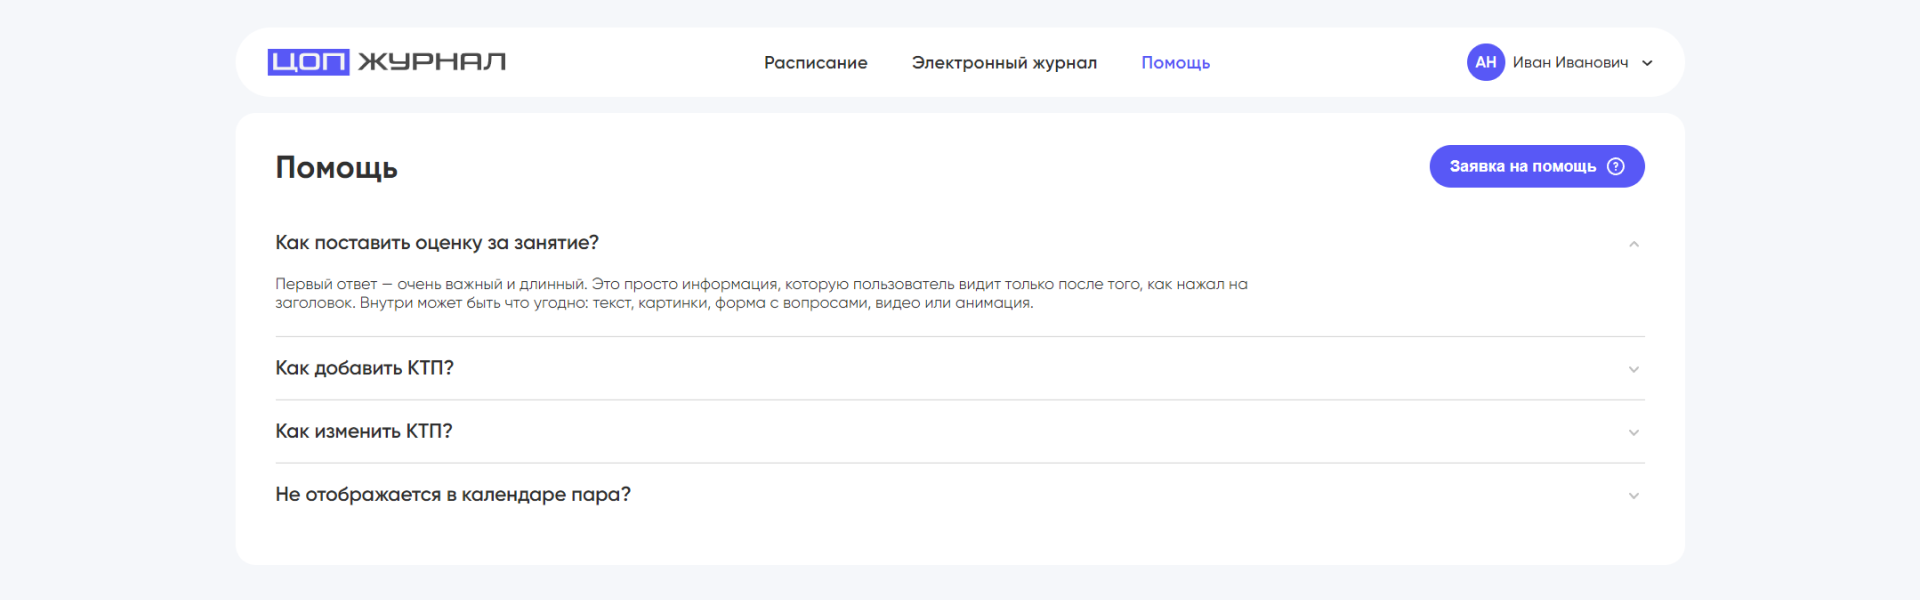 ЦОП ЖУРНАЛ
Расписание
Электронный журнал
Помощь
АН
Иван Иванович
Помощь
Заявка на помощь ?
Как поставить оценку за занятие?
Первый ответ — очень важный и длинный. Это просто информация, которую пользователь видит только после того, как нажал на
заголовок. Внутри может быть что угодно: текст, картинки, форма с вопросами, видео или анимация.
Как добавить КТП?
Как изменить КТП?
Не отображается в календаре пара?